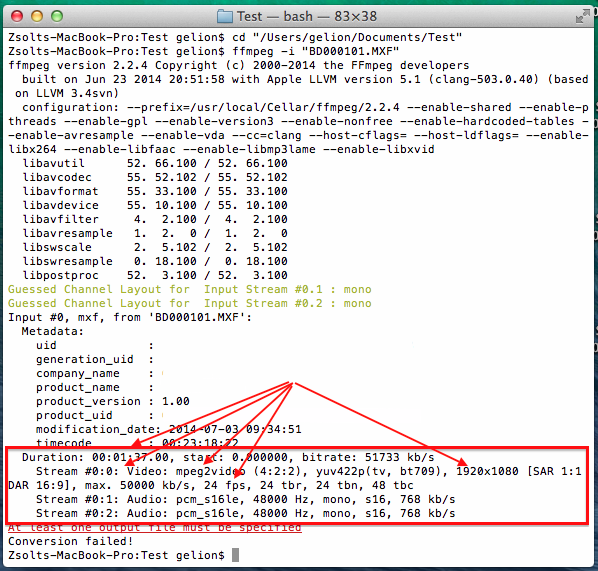 Test — bash — 83×38
Zsolts-MacBook-Pro:Test gelion$ cd "/Users/gelion/Documents/Test"
Zsolts-MacBook-Pro:Test gelion$ ffmpeg -i "BD000101.MXF"
ffmpeg version 2.2.4 Copyright (c) 2000-2014 the FFmpeg developers
  built on Jun 23 2014 20:51:58 with Apple LLVM version 5.1 (clang-503.0.40) (based
 on LLVM 3.4svn)
  configuration: --prefix=/usr/local/Cellar/ffmpeg/2.2.4 --enable-shared --enable-p
threads --enable-gpl --enable-version3 --enable-nonfree --enable-hardcoded-tables -
-enable-avresample --enable-vda --cc=clang --host-cflags= --host-ldflags= --enable-
libx264 --enable-libfaac --enable-libmp3lame --enable-libxvid
  libavutil      52. 66.100 / 52. 66.100
  libavcodec     55. 52.102 / 55. 52.102
  libavformat    55. 33.100 / 55. 33.100
  libavdevice    55. 10.100 / 55. 10.100
  libavfilter     4.  2.100 /  4.  2.100
  libavresample   1.  2.  0 /  1.  2.  0
  libswscale      2.  5.102 /  2.  5.102
  libswresample   0. 18.100 /  0. 18.100
  libpostproc    52.  3.100 / 52.  3.100
Guessed Channel Layout for  Input Stream #0.1 : mono
Guessed Channel Layout for  Input Stream #0.2 : mono
Input #0, mxf, from 'BD000101.MXF':
  Metadata:
    uid             :
    generation_uid  :
    company_name    :
    product_name    :
    product_version : 1.00
    product_uid     :
    modification_date: 2014-07-03 09:34:51
    timecode        : 00:23:18:22
  Duration: 00:01:37.00, start: 0.000000, bitrate: 51733 kb/s
    Stream #0:0: Video: mpeg2video (4:2:2), yuv422p(tv, bt709), 1920x1080 [SAR 1:1
DAR 16:9], max. 50000 kb/s, 24 fps, 24 tbr, 24 tbn, 48 tbc
    Stream #0:1: Audio: pcm_s16le, 48000 Hz, mono, s16, 768 kb/s
    Stream #0:2: Audio: pcm_s16le, 48000 Hz, mono, s16, 768 kb/s
At least one output file must be specified
Conversion failed!
Zsolts-MacBook-Pro:Test gelion$